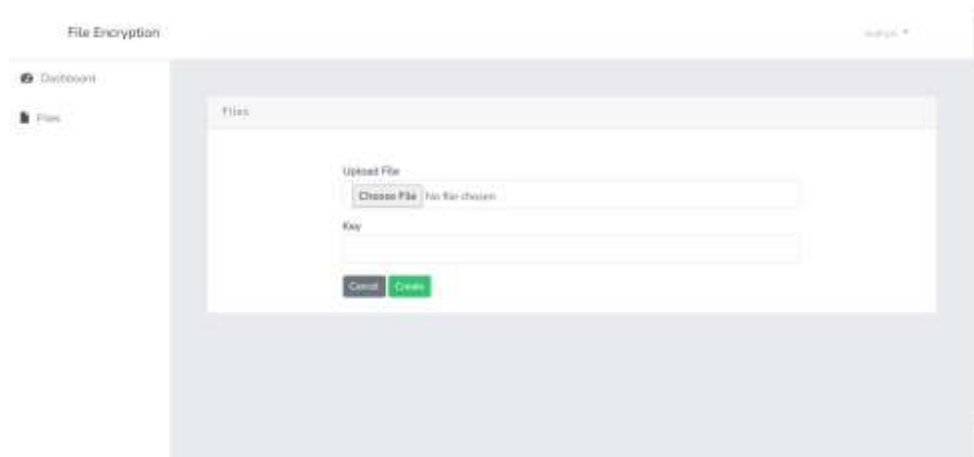 File Encryption
Dashboard
Files
Files
Upload File
Choose File No file chosen
Key
Cancel Create